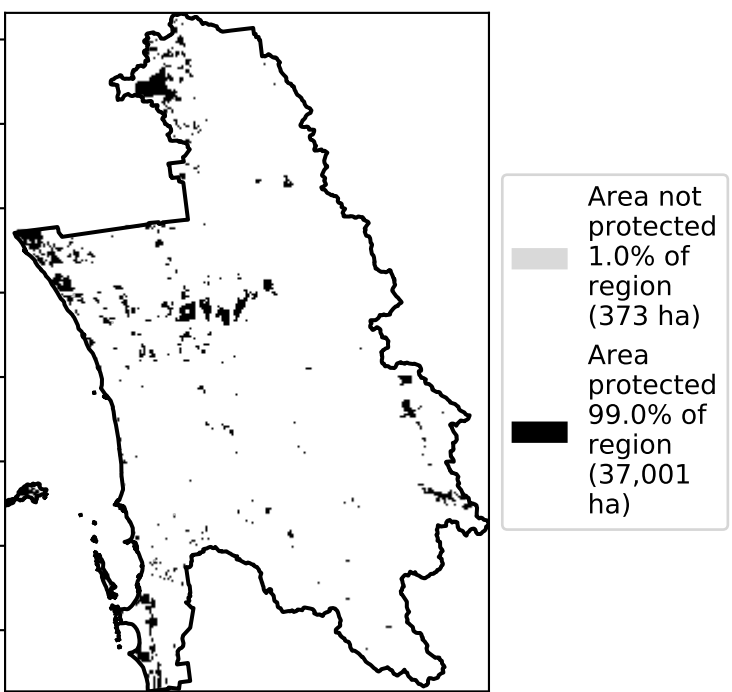 Area not
protected
1.0% of
region
(373 ha)
Area
protected
99.0% of
region
(37,001
ha)